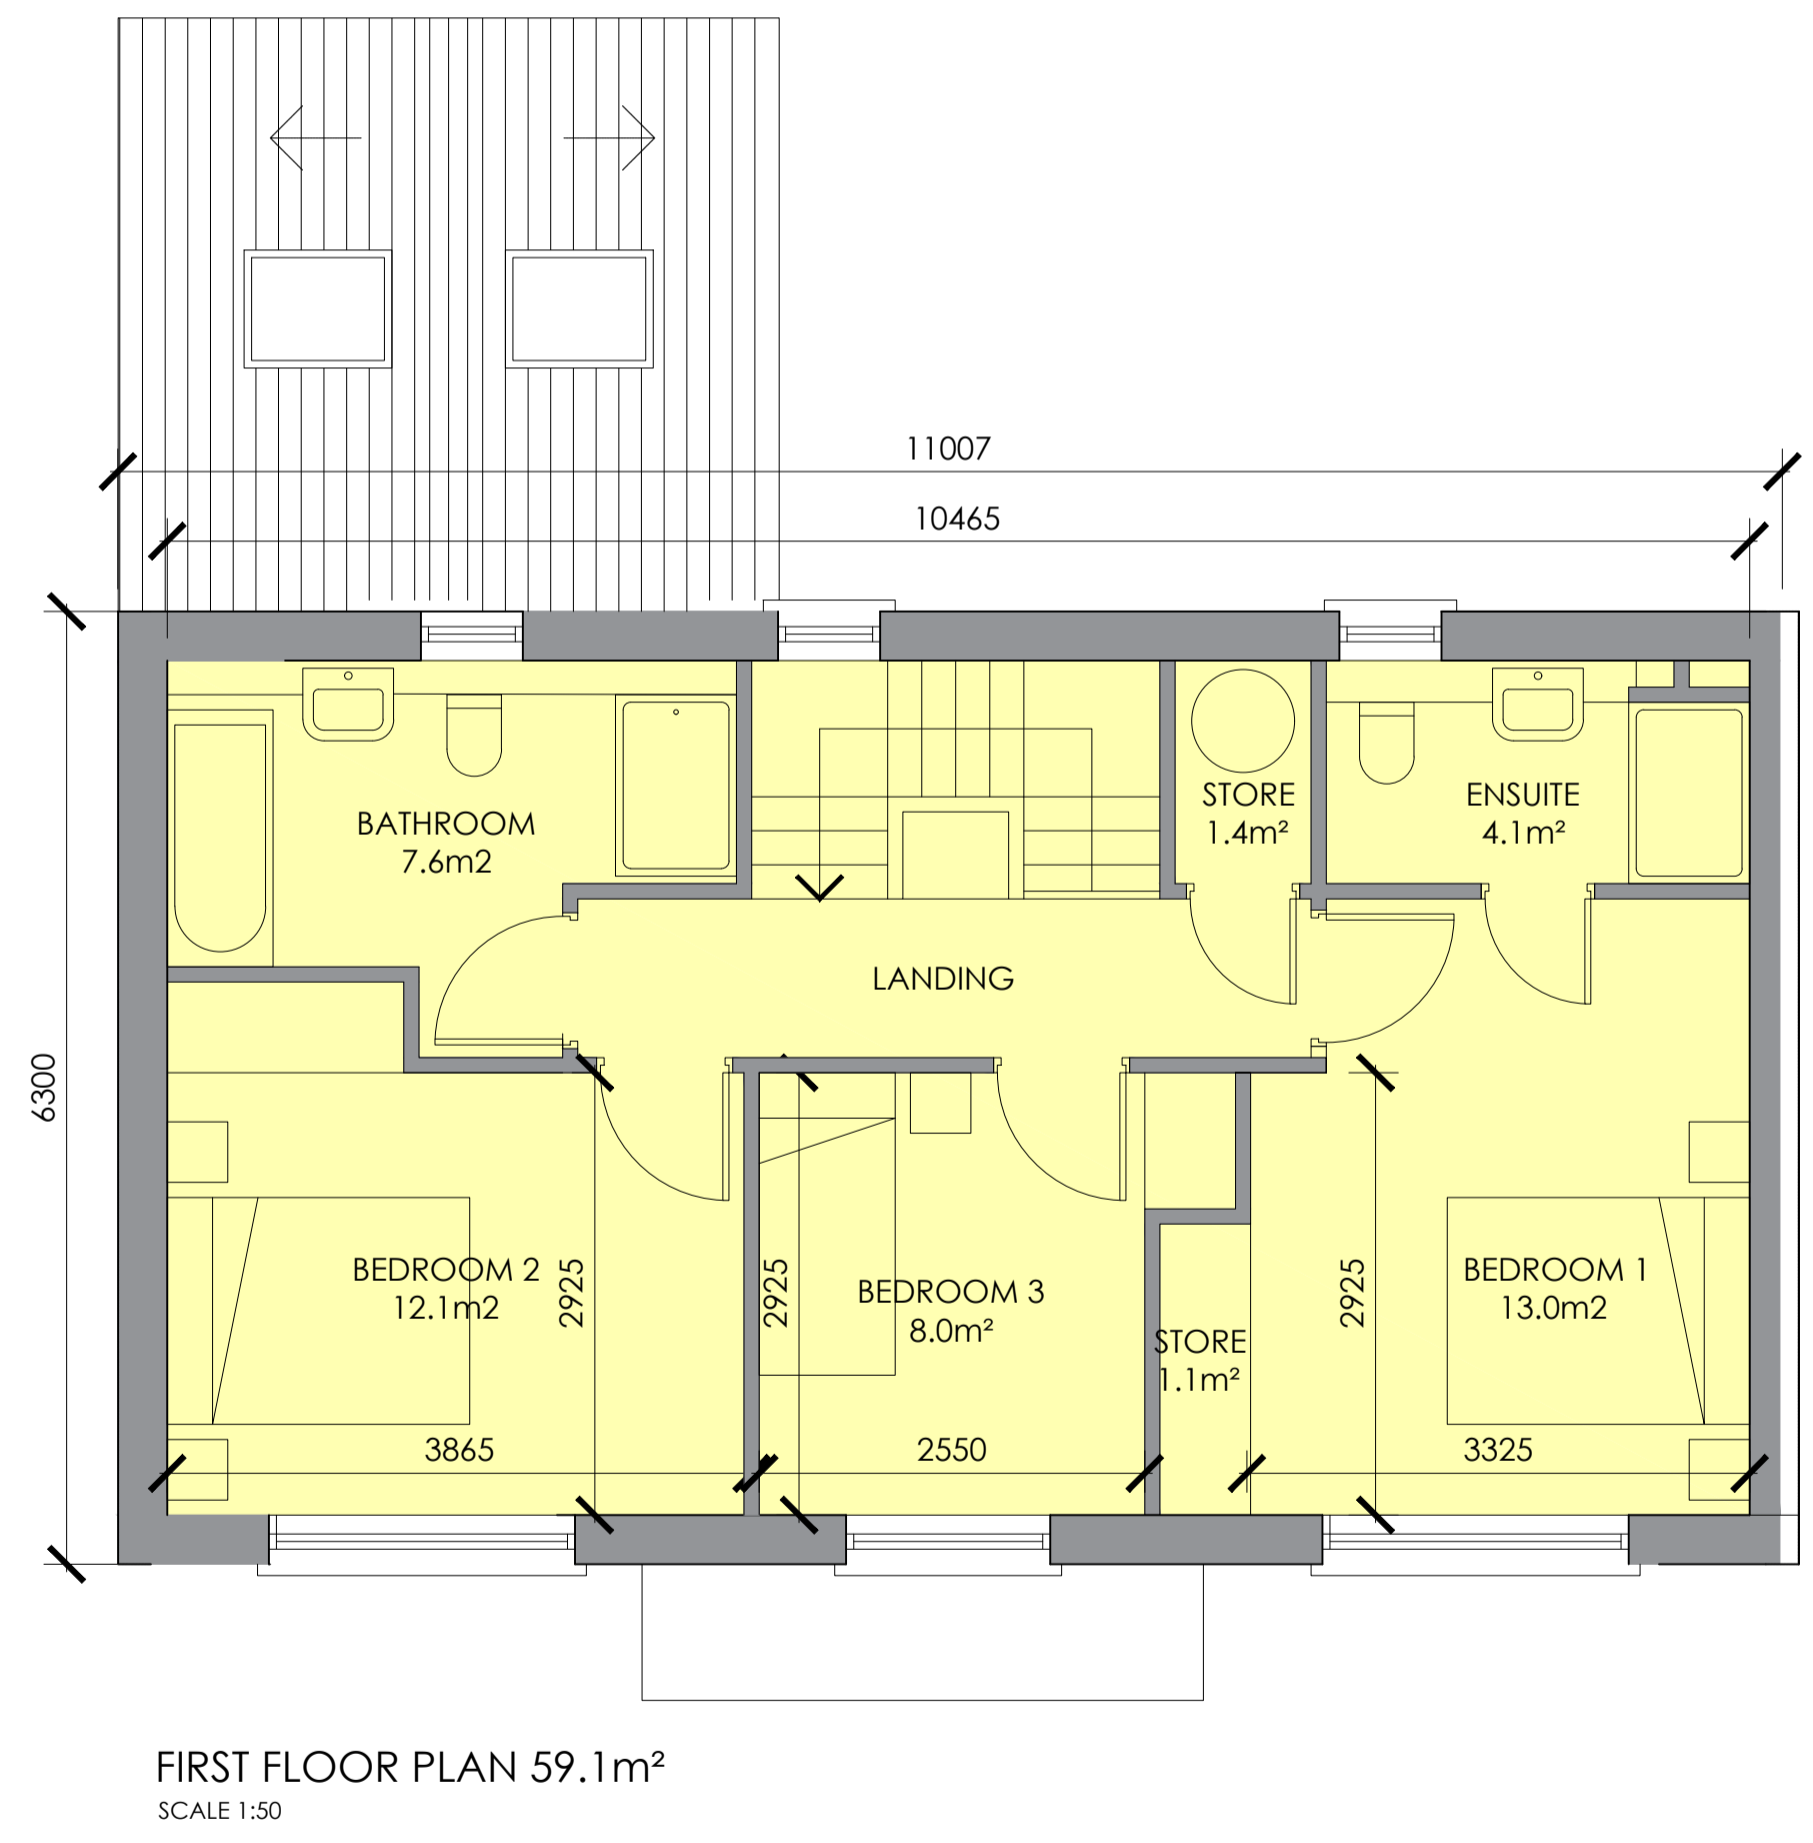 11007
10465
6300
BATHROOM
7.6m2
STORE
1.4m²
ENSUITE
4.1m²
LANDING
BEDROOM 2
12.1m2
2925
2925
BEDROOM 3
8.0m²
STORE
1.1m²
2925
BEDROOM 1
13.0m2
3865
2550
3325
FIRST FLOOR PLAN 59.1m²
SCALE 1:50